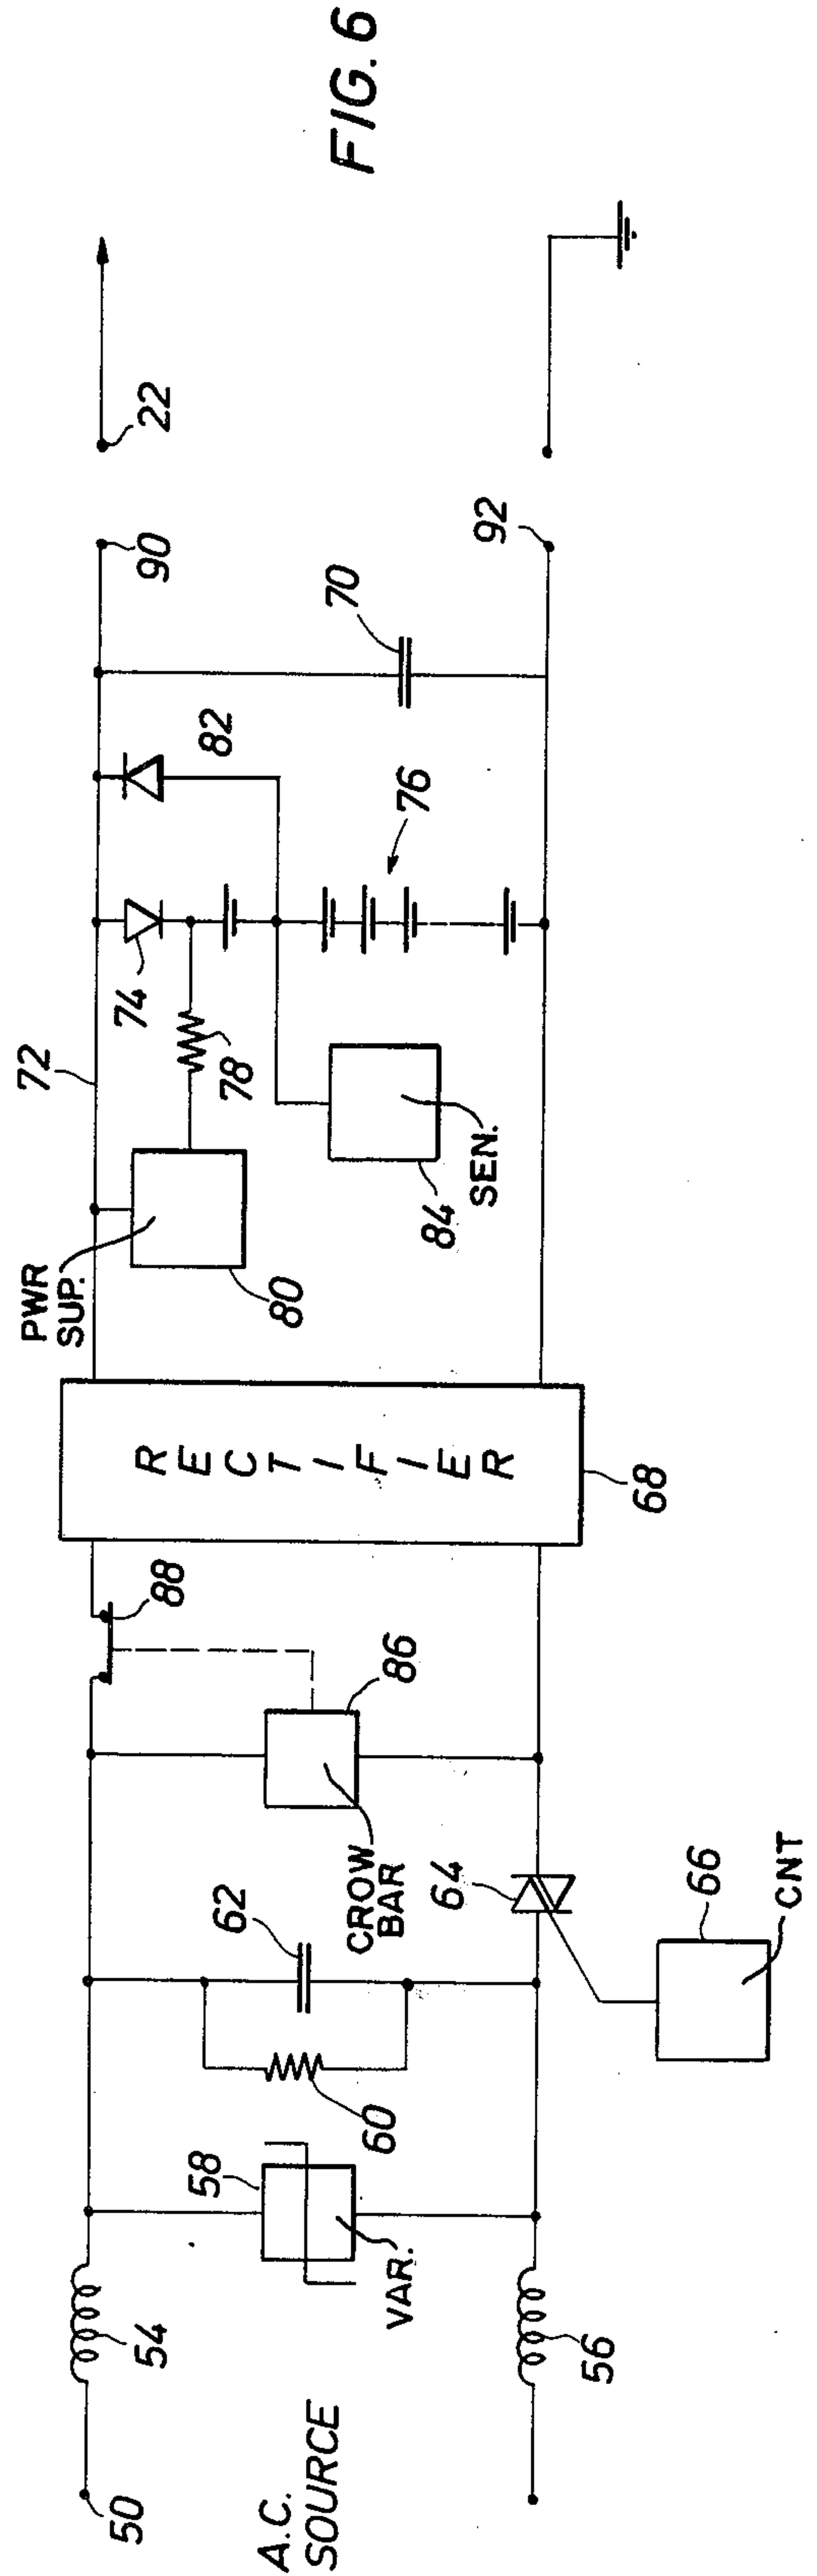 FIG. 6
22
90
92
70
82
76
74
72
78
84
SEN.
PWR
SUP.
80
RECTIFIER
68
88
86
CROW
BAR
64
66
CNT
62
60
58
VAR.
54
56
50
A.C.
SOURCE